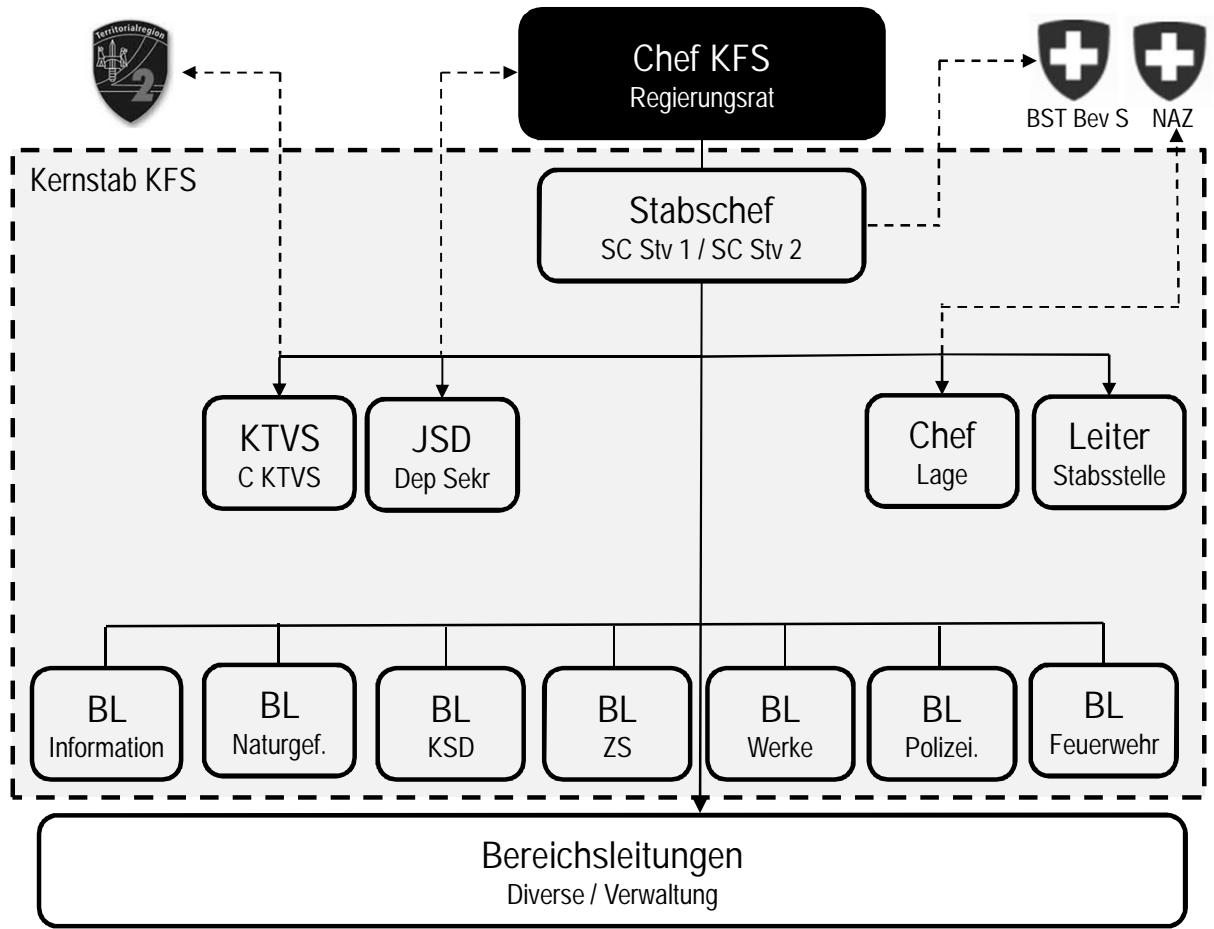 Territorialregion
2
Chef KFS
Regierungsrat
BST Bev S
NAZ
Kernstab KFS
Stabschef
SC Stv 1 / SC Stv 2
KTVS
C KTVS
JSD
Dep Sekr
Chef
Lage
Leiter
Stabsstelle
BL
Information
BL
Naturgef.
BL
KSD
BL
ZS
BL
Werke
BL
Polizei.
BL
Feuerwehr
Bereichsleitungen
Diverse / Verwaltung